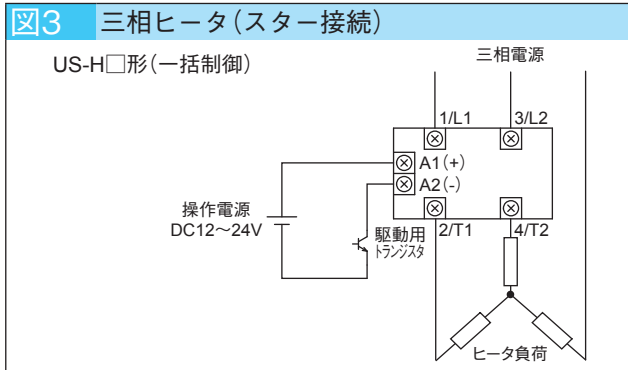 図3 三相ヒータ(スター接続)
US-H□形(一括制御)
三相電源
1/L1 3/L2
A1(+)
A2(-)
操作電源
DC12～24V
駆動用
トランジスタ
2/T1 4/T2
ヒータ負荷